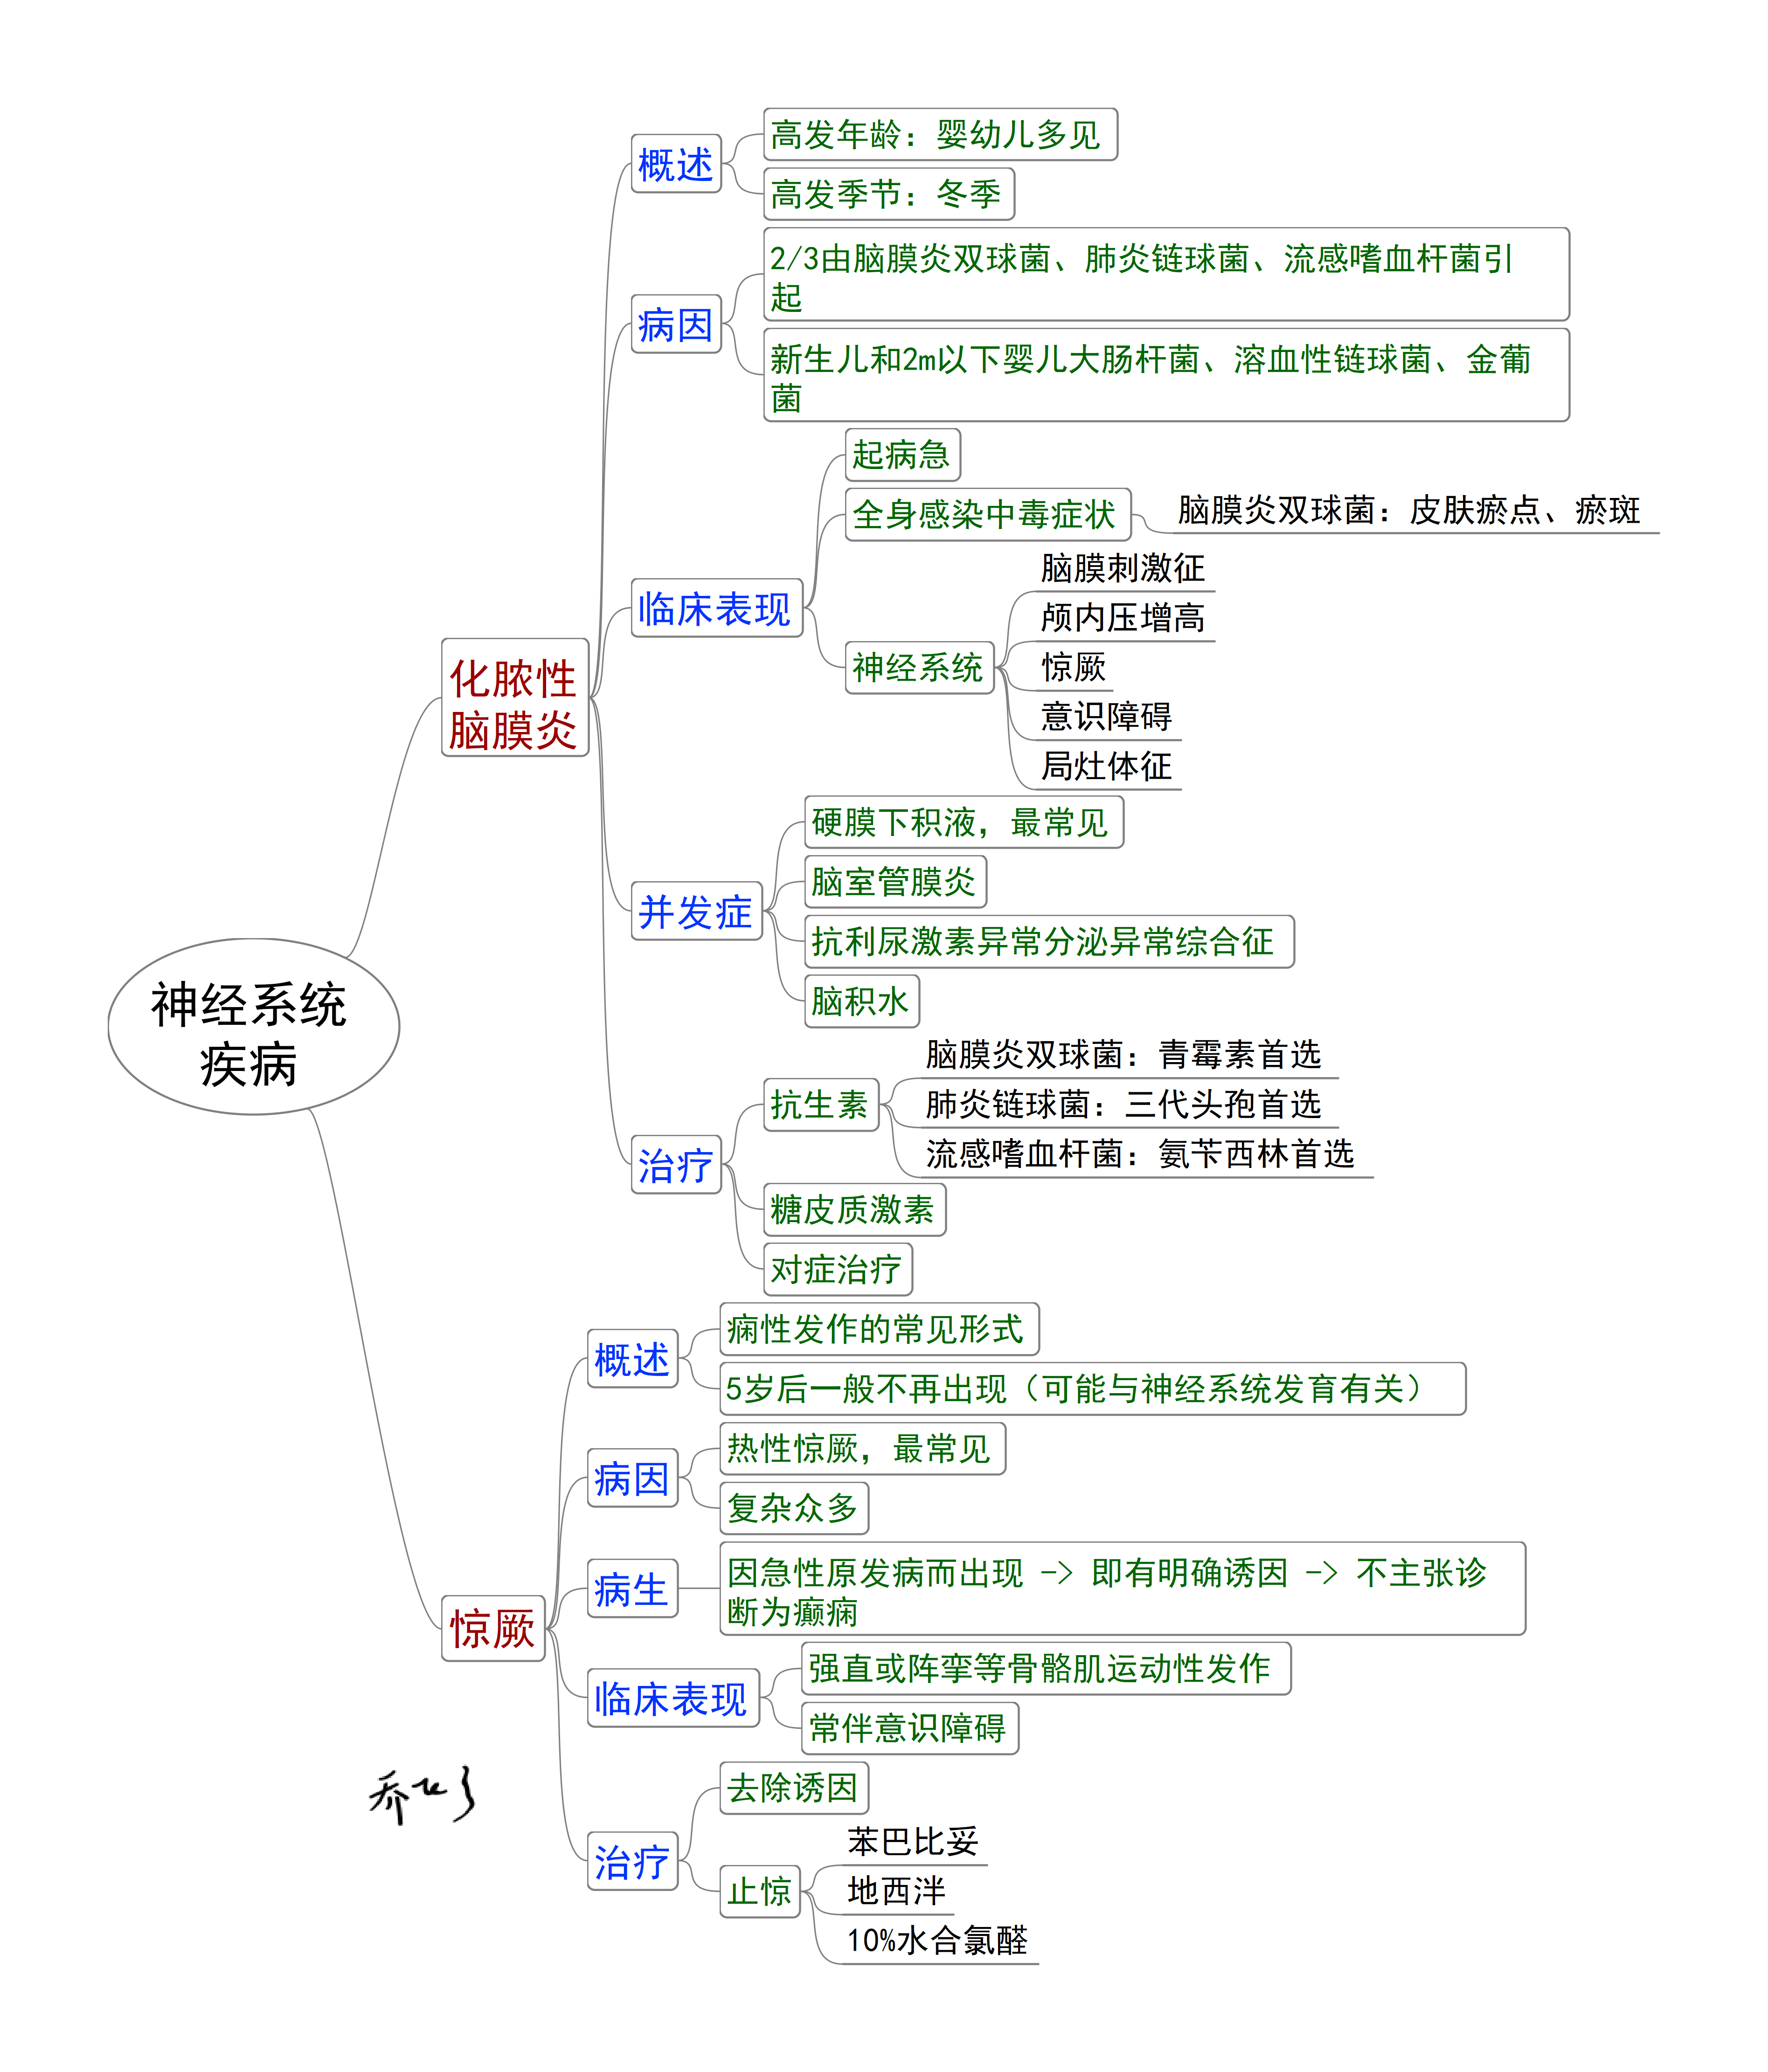 神经系统
疾病
化脓性
脑膜炎
概述
高发年龄：婴幼儿多见
高发季节：冬季
病因
2/3由脑膜炎双球菌、肺炎链球菌、流感嗜血杆菌引
起
新生儿和2m以下婴儿大肠杆菌、溶血性链球菌、金葡
菌
临床表现
起病急
全身感染中毒症状
脑膜炎双球菌：皮肤瘀点、瘀斑
神经系统
脑膜刺激征
颅内压增高
惊厥
意识障碍
局灶体征
并发症
硬膜下积液，最常见
脑室管膜炎
抗利尿激素异常分泌异常综合征
脑积水
治疗
抗生素
脑膜炎双球菌：青霉素首选
肺炎链球菌：三代头孢首选
流感嗜血杆菌：氨苄西林首选
糖皮质激素
对症治疗
惊厥
概述
痫性发作的常见形式
5岁后一般不再出现（可能与神经系统发育有关）
病因
热性惊厥，最常见
复杂众多
病生
因急性原发病而出现 -> 即有明确诱因 -> 不主张诊
断为癫痫
临床表现
强直或阵挛等骨骼肌运动性发作
常伴意识障碍
治疗
去除诱因
止惊
苯巴比妥
地西泮
10%水合氯醛